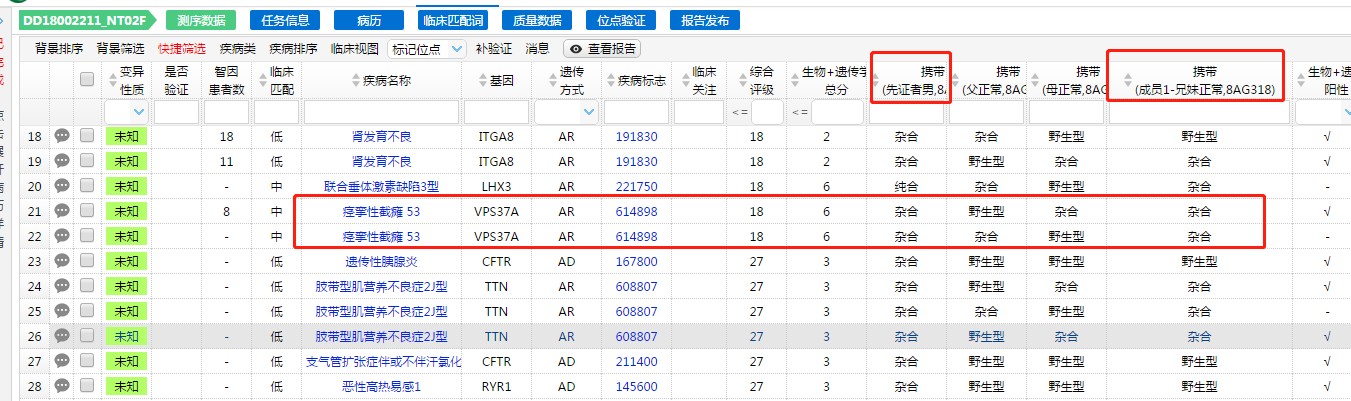 DD18002211_NT02F 测序数据 任务信息 病历 临床匹配词 质量数据 位点验证 报告发布
背景排序 背景筛选 快捷筛选 疾病类 疾病排序 临床视图 标记位点 补验证 消息 查看报告
变异性质 是否验证 智因患者数 临床匹配 疾病名称 基因 遗传方式 疾病标志 临床关注 综合评级 生物+遗传学总分 携带(先证者男,8A 携带(父正常,8AG 携带(母正常,8AG 携带(成员1-兄妹正常,8AG318) 生物+遗阳性
<= <=
18 未知 18 低 肾发育不良 ITGA8 AR 191830 18 2 杂合 杂合 野生型 野生型 √
19 未知 11 低 肾发育不良 ITGA8 AR 191830 18 2 杂合 野生型 杂合 杂合 √
20 未知 - 中 联合垂体激素缺陷3型 LHX3 AR 221750 18 6 纯合 杂合 杂合 杂合 -
21 未知 8 中 痉挛性截瘫 53 VPS37A AR 614898 18 6 杂合 野生型 杂合 杂合 √
22 未知 - 中 痉挛性截瘫 53 VPS37A AR 614898 18 6 杂合 杂合 野生型 杂合 -
23 未知 - 低 遗传性胰腺炎 CFTR AD 167800 27 3 杂合 杂合 野生型 野生型 √
24 未知 - 低 肢带型肌营养不良症2J型 TTN AR 608807 27 3 杂合 野生型 杂合 杂合 √
25 未知 - 低 肢带型肌营养不良症2J型 TTN AR 608807 27 3 杂合 杂合 野生型 杂合 -
26 未知 - 低 肢带型肌营养不良症2J型 TTN AR 608807 27 3 杂合 野生型 杂合 杂合 √
27 未知 - 低 支气管扩张症伴或不伴汗氯化 CFTR AD 211400 27 3 杂合 杂合 野生型 野生型 √
28 未知 - 低 恶性高热易感1 RYR1 AD 145600 27 3 杂合 杂合 野生型 野生型 √